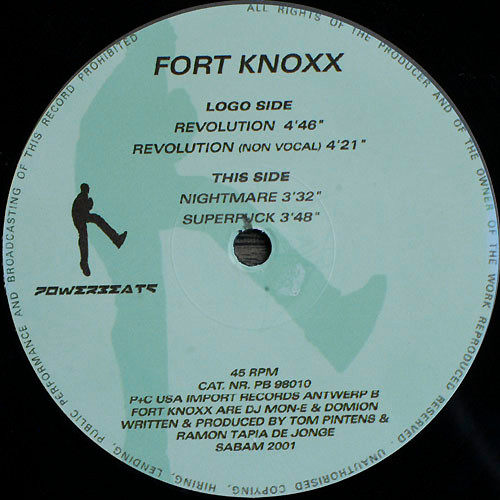 FORT KNOXX
LOGO SIDE
REVOLUTION 4'46"
REVOLUTION (NON VOCAL) 4'21"
THIS SIDE
NIGHTMARE 3'32"
SUPERFUCK 3'48"
POWERBEATS
45 RPM
CAT. NR. PB 98010
P+C USA IMPORT RECORDS ANTWERP B
FORT KNOXX ARE DJ MON-E & DOMION
WRITTEN & PRODUCED BY TOM PINTENS &
RAMON TAPIA DE JONGE
SABAM 2001
ALL RIGHTS OF THE PRODUCER AND OF THE OWNER OF THE WORK REPRODUCED RESERVED. UNAUTHORISED COPYING, HIRING, LENDING, PUBLIC PERFORMANCE AND BROADCASTING OF THIS RECORD PROHIBITED